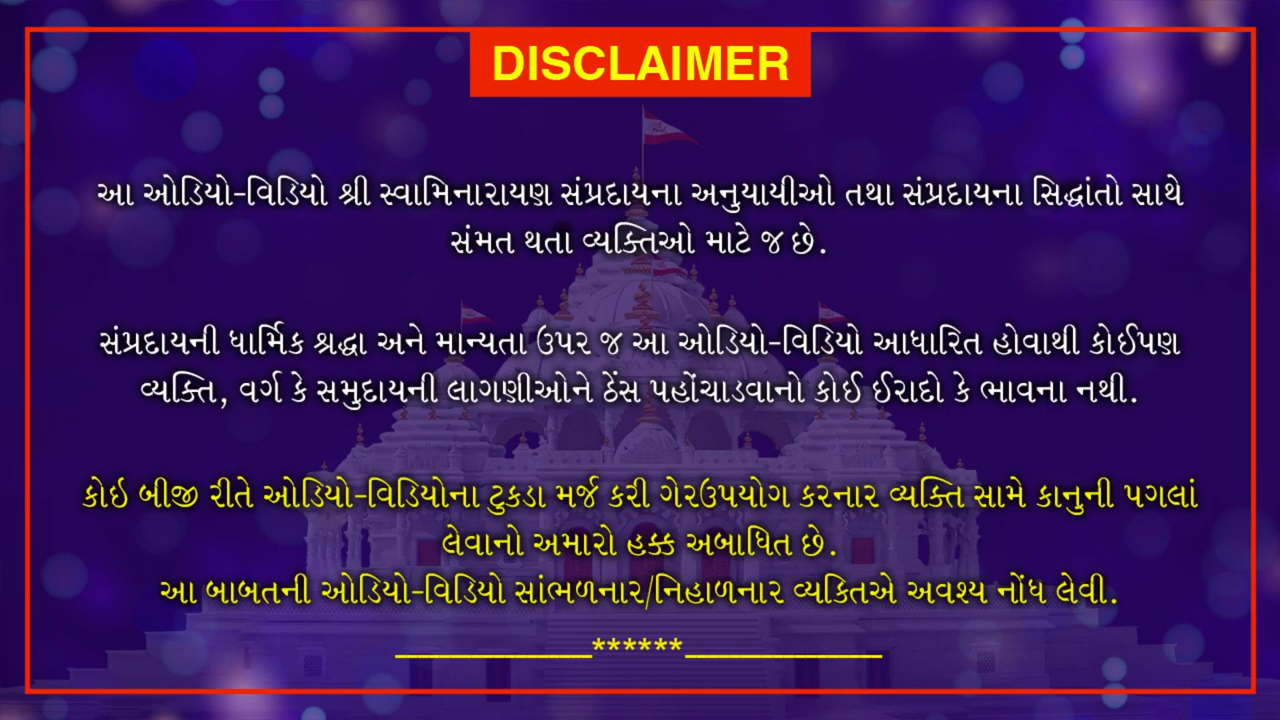 DISCLAIMER
આ ઓડિયો-વિડિયો શ્રી સ્વામિનારાયણ સંપ્રદાયના અનુયાયીઓ તથા સંપ્રદાયના સિદ્ધાંતો સાથે
સંમત થતા વ્યક્તિઓ માટે જ છે.
સંપ્રદાયની ધાર્મિક શ્રદ્ધા અને માન્યતા ઉપર જ આ ઓડિયો-વિડિયો આધારિત હોવાથી કોઈપણ
વ્યક્તિ, વર્ગ કે સમુદાયની લાગણીઓને ઠેંસ પહોંચાડવાનો કોઈ ઈરાદો કે ભાવના નથી.
કોઇ બીજી રીતે ઓડિયો-વિડિયોના ટુકડા મર્જ કરી ગેરઉપયોગ કરનાર વ્યક્તિ સામે કાનુની પગલાં
લેવાનો અમારો હક્ક અબાધિત છે.
આ બાબતની ઓડિયો-વિડિયો સાંભળનાર/નિહાળનાર વ્યકિતએ અવશ્ય નોંધ લેવી.
______________******______________